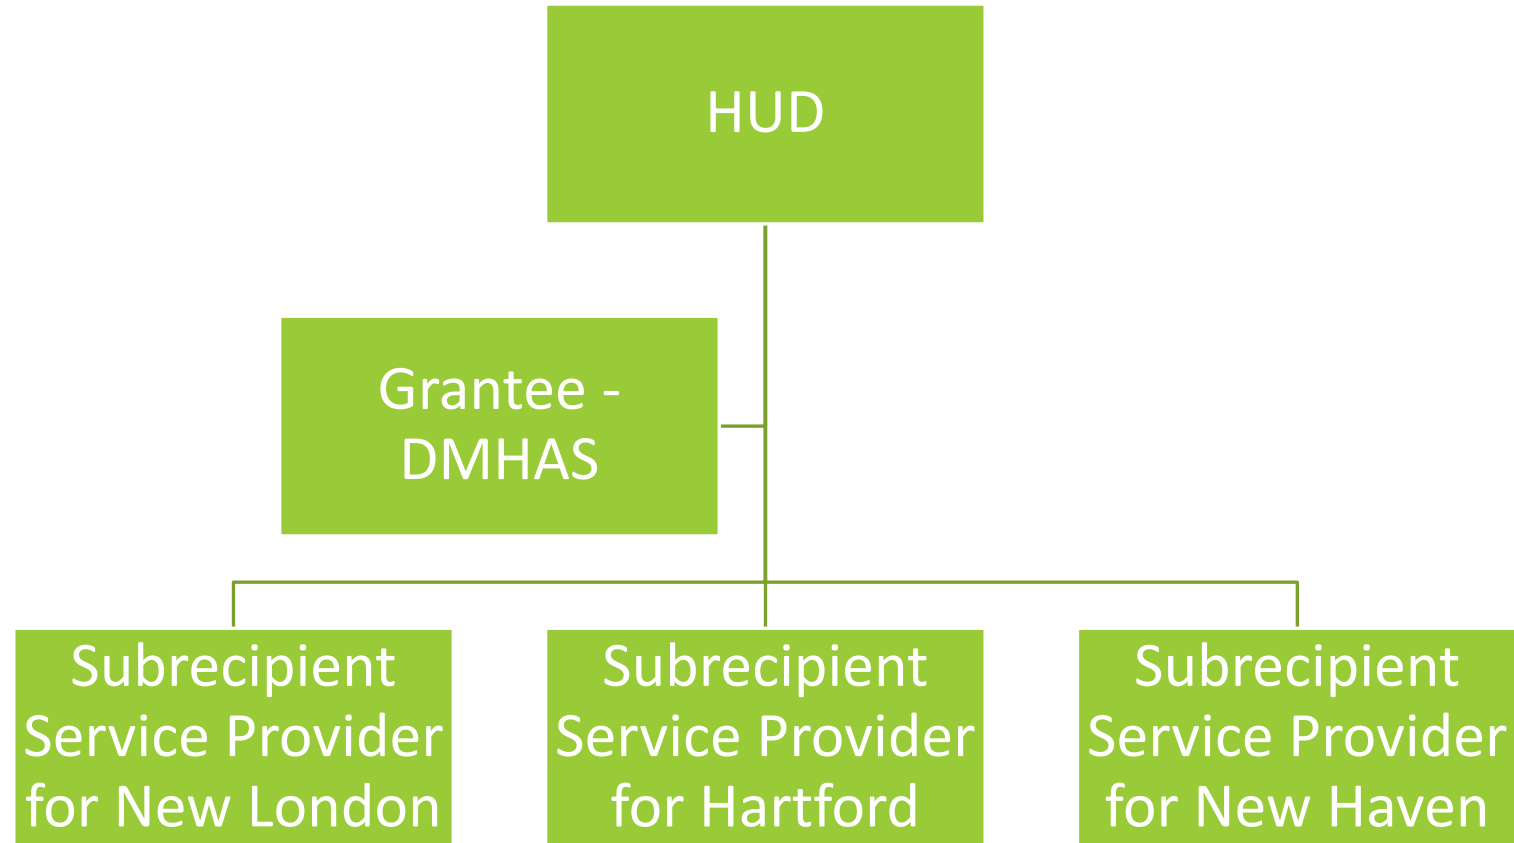 HUD
Grantee -
DMHAS
Subrecipient
Service Provider
for New London
Subrecipient
Service Provider
for Hartford
Subrecipient
Service Provider
for New Haven